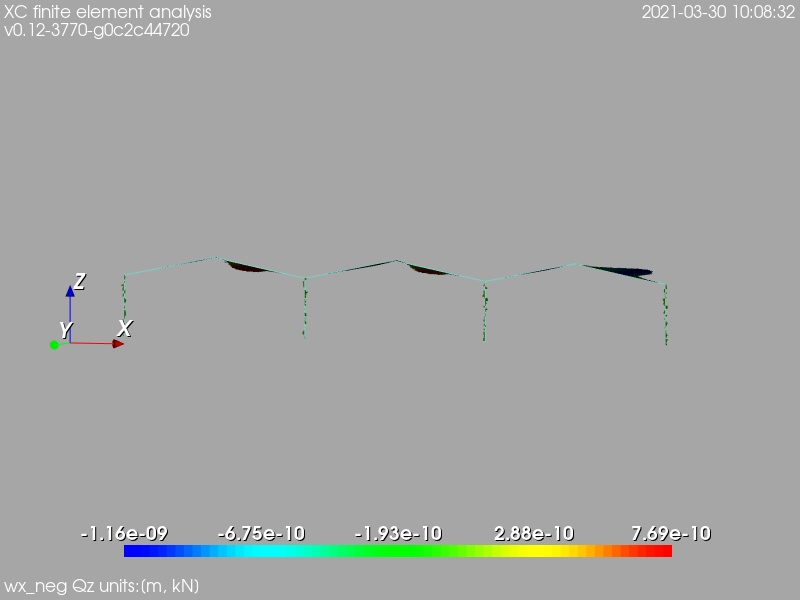 XC finite element analysis
v0.12-3770-g0c2c44720
2021-03-30 10:08:32
Z
Y
X
-1.16e-09 -6.75e-10 -1.93e-10 2.88e-10 7.69e-10
wx_neg Qz units:(m, kN)